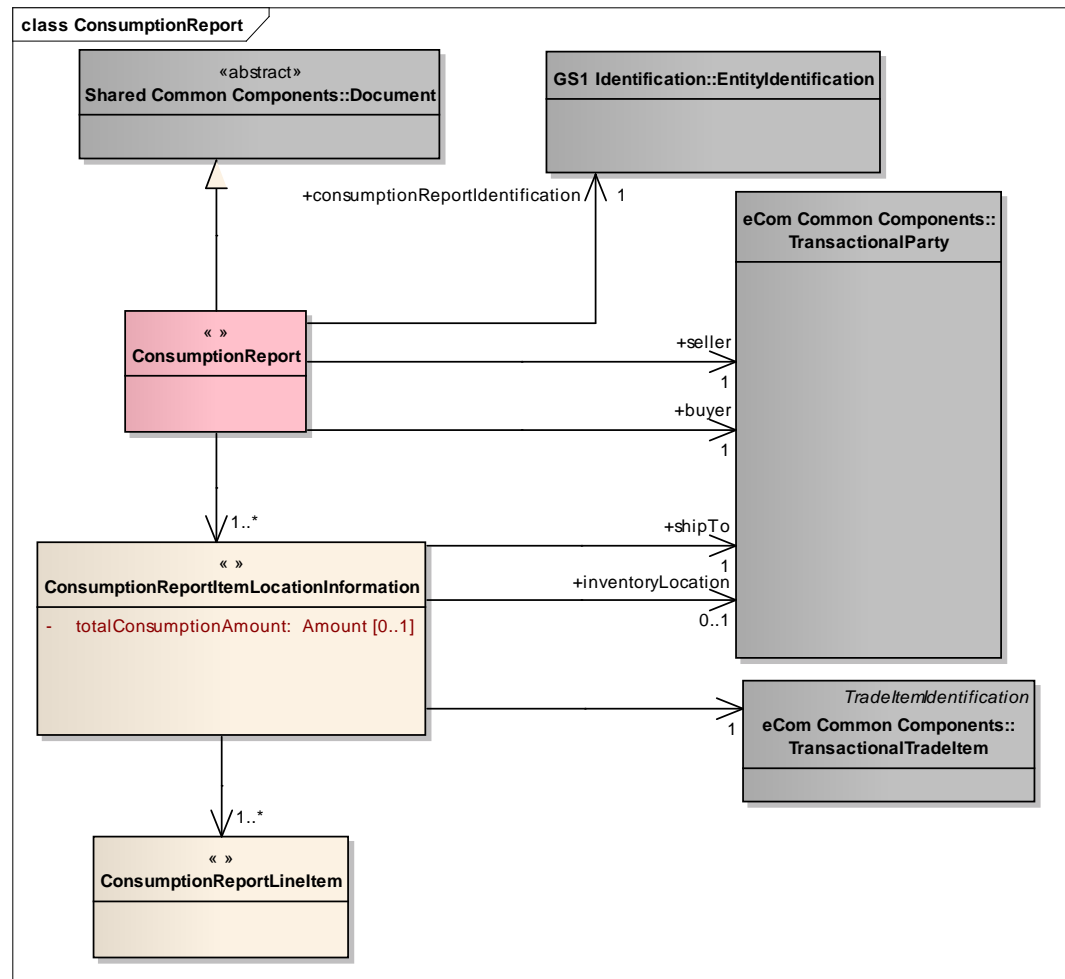 class ConsumptionReport
«abstract»
Shared Common Components::Document
GS1 Identification::EntityIdentification
+consumptionReportIdentification
1
eCom Common Components::
TransactionalParty
« »
ConsumptionReport
+seller
1
+buyer
1
1..*
+shipTo
1
« »
ConsumptionReportItemLocationInformation
- totalConsumptionAmount: Amount [0..1]
+inventoryLocation
0..1
TradeItemIdentification
eCom Common Components::
TransactionalTradeItem
1
1..*
« »
ConsumptionReportLineItem